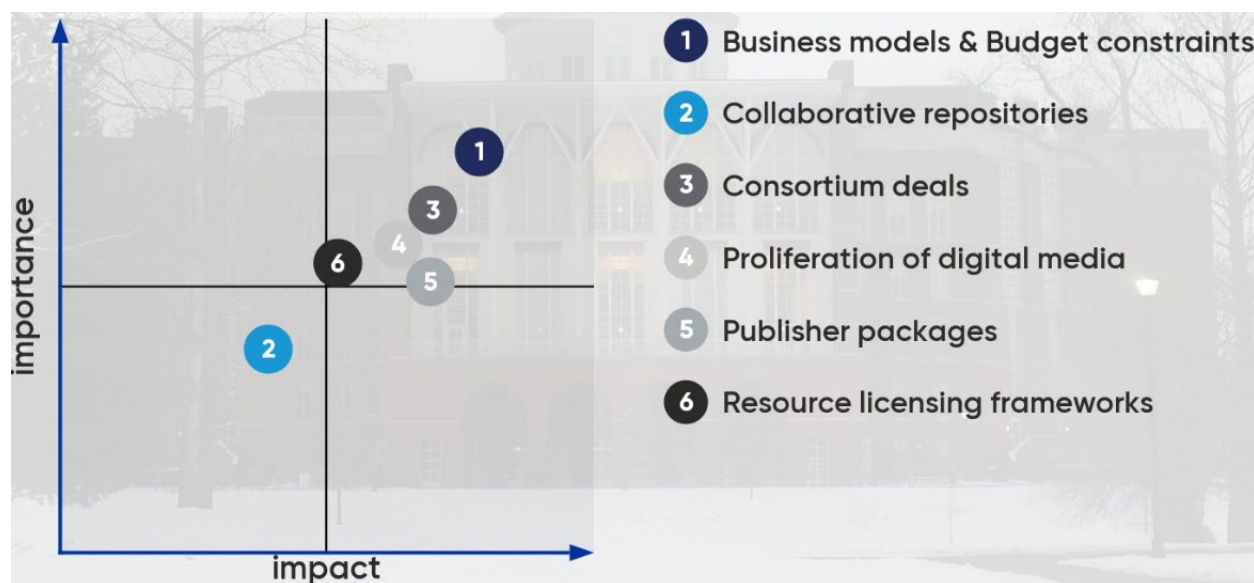 importance
impact
1
3
4
6
5
2
1 Business models & Budget constraints
2 Collaborative repositories
3 Consortium deals
4 Proliferation of digital media
5 Publisher packages
6 Resource licensing frameworks